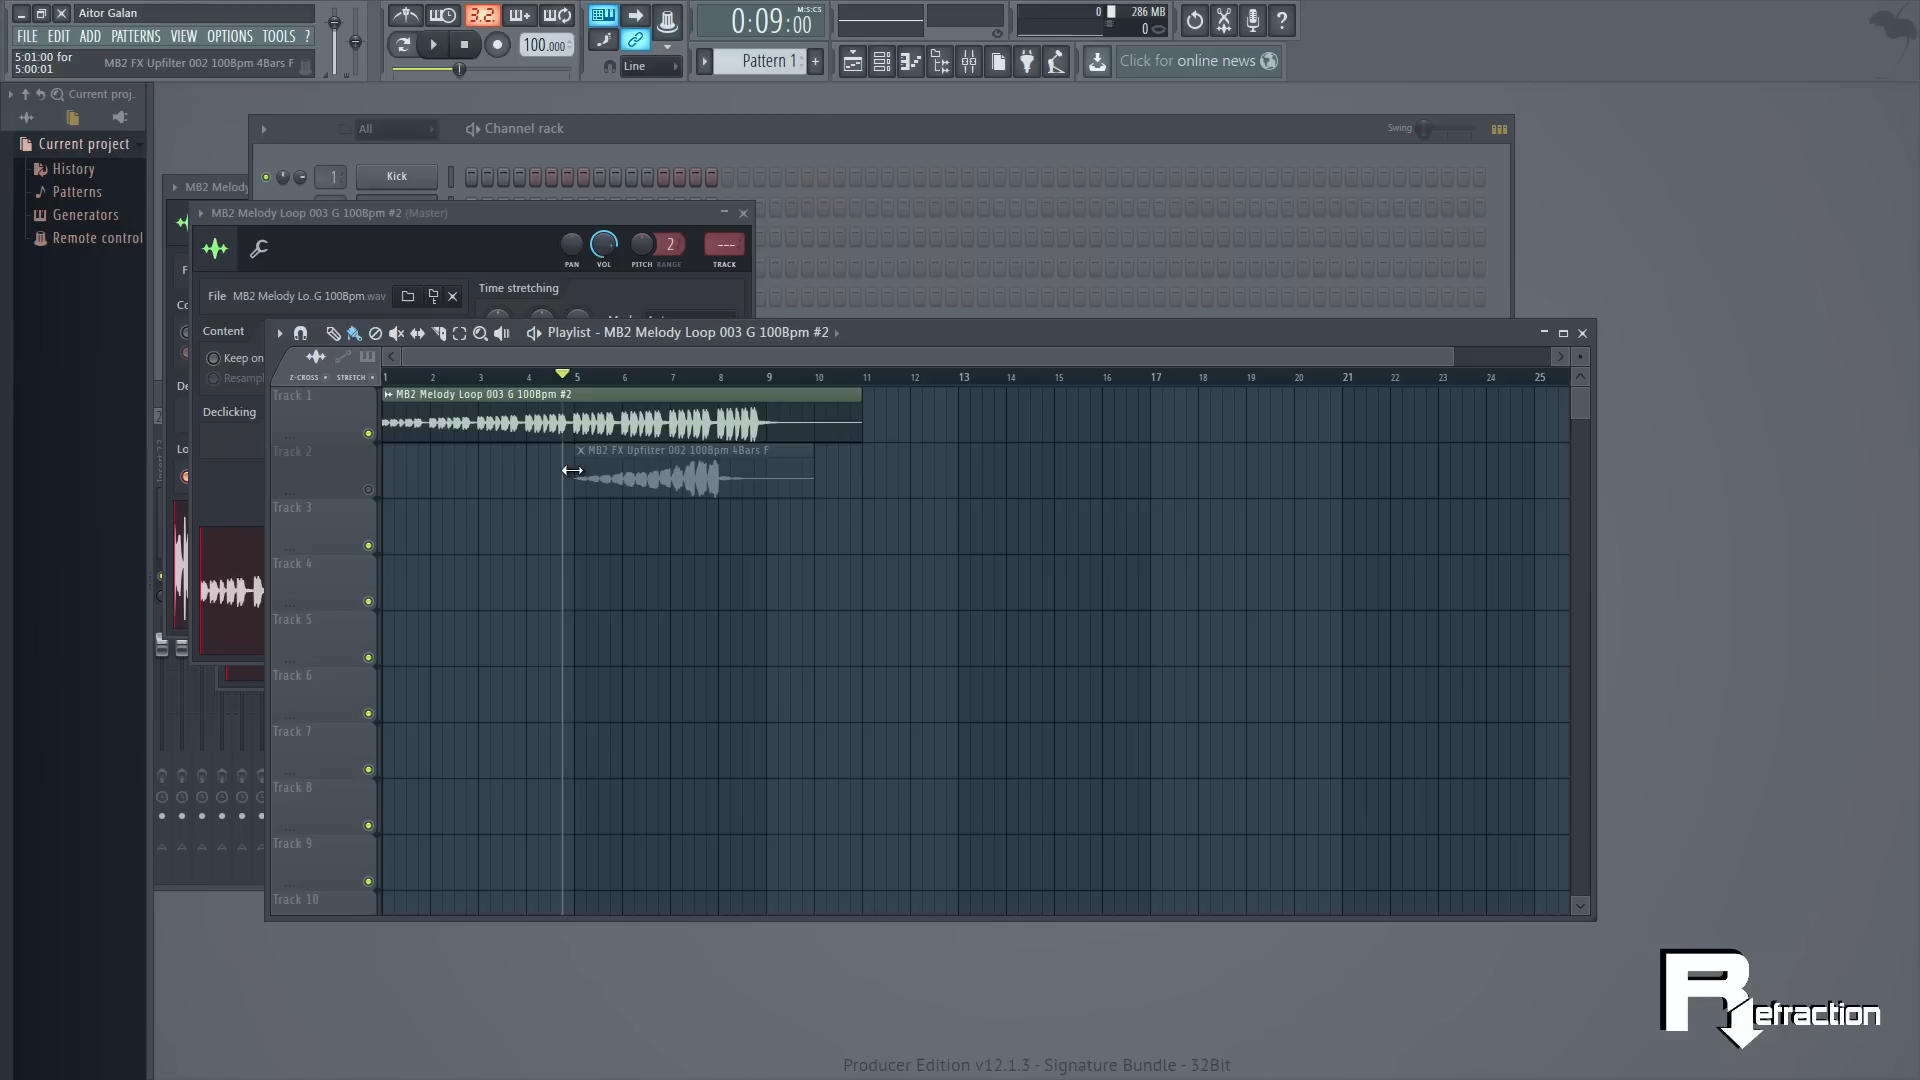 Aitor Galan
FILE EDIT ADD PATTERNS VIEW OPTIONS TOOLS ?
5:01:00 for
5:00:01
MB2 FX Upfilter 002 100Bpm 4Bars F
3.2.
100.000
Line
0:09:00
M:S:CS
Pattern 1
0
286 MB
0
Click for online news
Current proj..
Current project
History
Patterns
Generators
Remote control
All
Channel rack
Swing
1
Kick
MB2 Melody
MB2 Melody Loop 003 G 100Bpm #2 (Master)
2
---
PAN
VOL
PITCH RANGE
TRACK
File
MB2 Melody Lo..G 100Bpm.wav
Time stretching
Content
Keep on
Resampl
Declicking
Playlist - MB2 Melody Loop 003 G 100Bpm #2
Z-CROSS
STRETCH
1 2 3 4 5 6 7 8 9 10 11 12 13 14 15 16 17 18 19 20 21 22 23 24 25
Track 1
MB2 Melody Loop 003 G 100Bpm #2
Track 2
MB2 FX Upfilter 002 100Bpm 4Bars F
Track 3
Track 4
Track 5
Track 6
Track 7
Track 8
Track 9
Track 10
Refraction
Producer Edition v12.1.3 - Signature Bundle - 32Bit